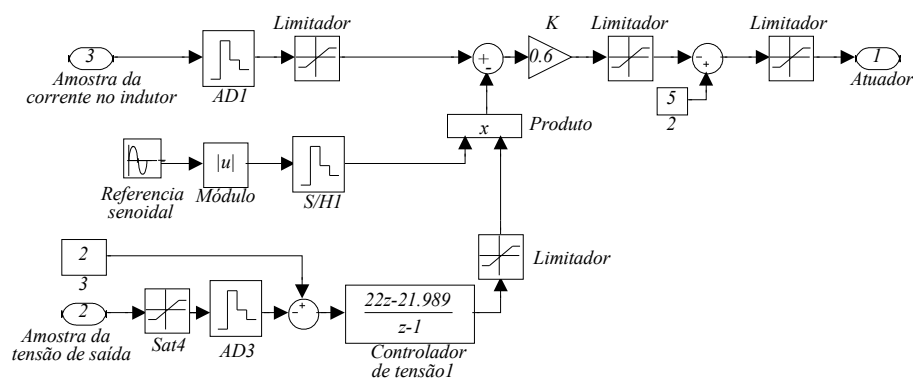 Limitador
K
Limitador
Limitador
3
+
-
0.6
-
+
1
Amostra da
corrente no indutor
AD1
5
2
Atuador
x
Produto
|u|
Referencia
senoidal
Módulo
S/H1
2
3
Limitador
2
+
-
22z-21.989
z-1
Amostra da
tensão de saída
Sat4
AD3
Controlador
de tensão1